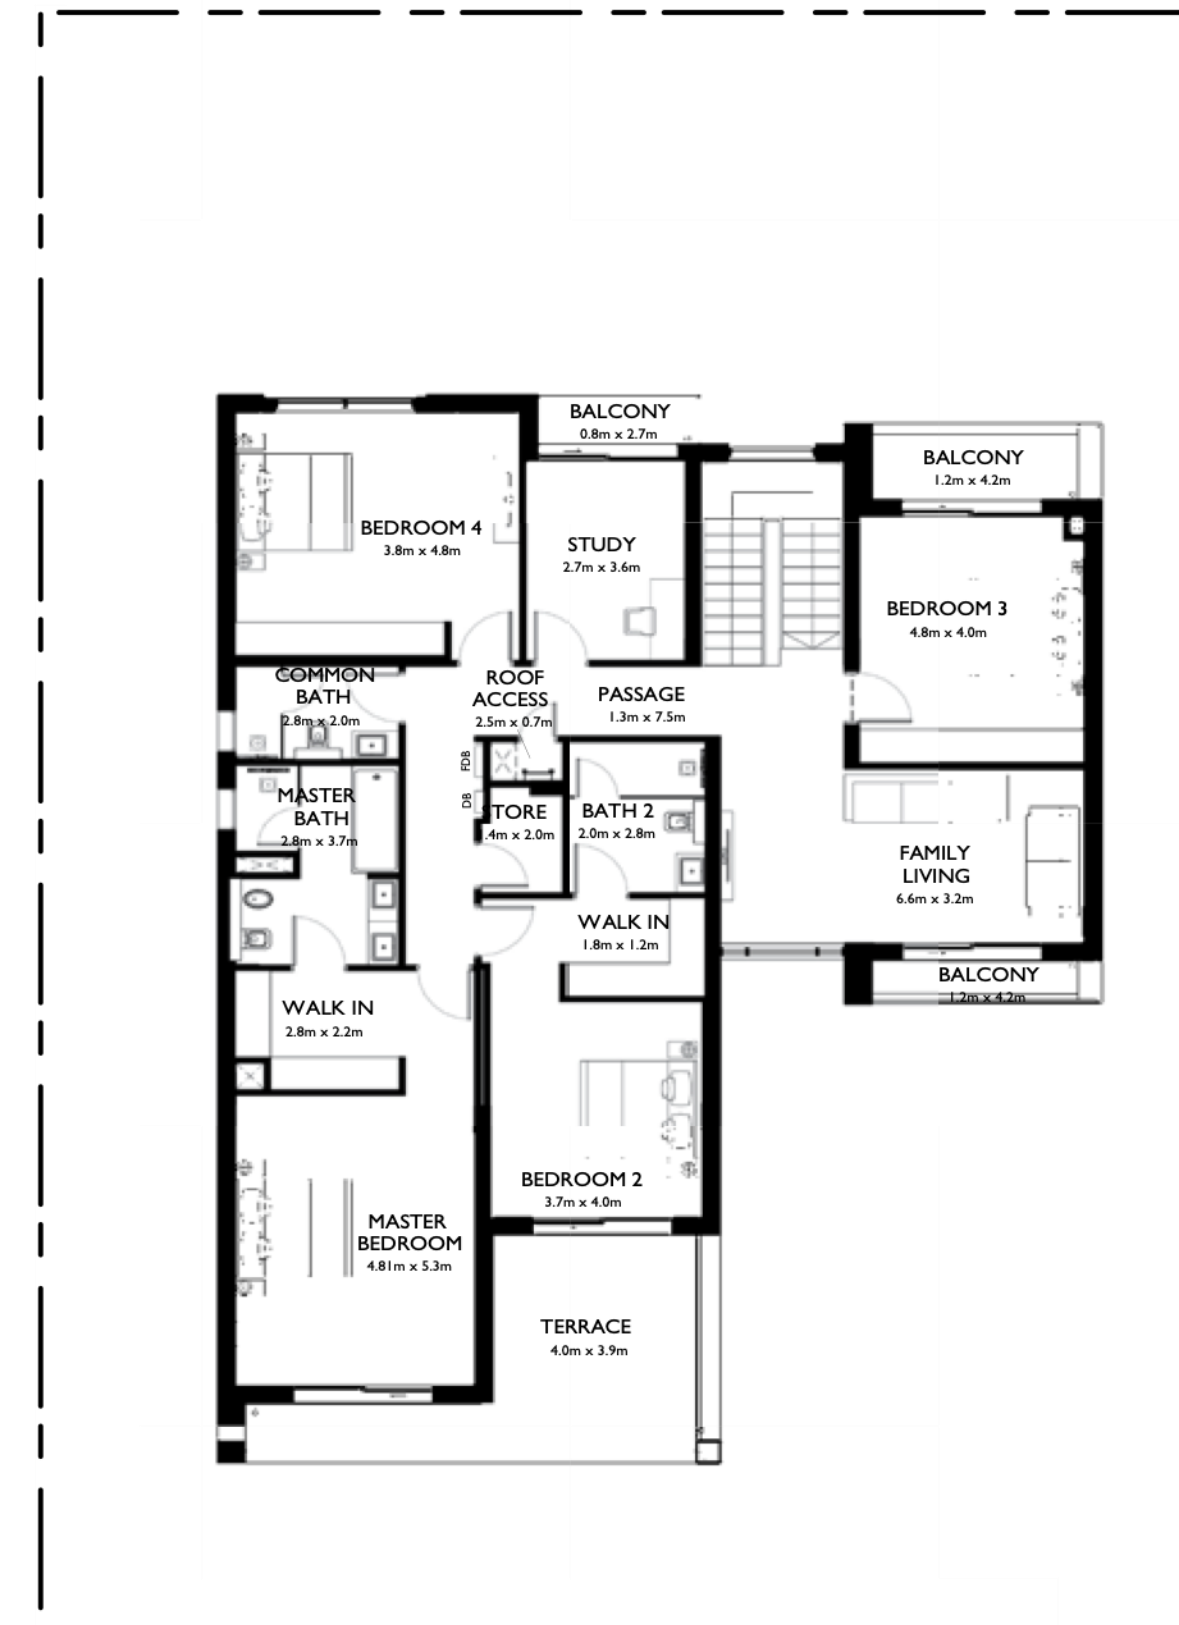 BALCONY
0.8m x 2.7m
BALCONY
1.2m x 4.2m
BEDROOM 4
3.8m x 4.8m
STUDY
2.7m x 3.6m
BEDROOM 3
4.8m x 4.0m
COMMON
BATH
2.8m x 2.0m
ROOF
ACCESS
2.5m x 0.7m
PASSAGE
1.3m x 7.5m
FDB
DB
MASTER
BATH
2.8m x 3.7m
TORE
.4m x 2.0m
BATH 2
2.0m x 2.8m
FAMILY
LIVING
6.6m x 3.2m
WALK IN
1.8m x 1.2m
BALCONY
1.2m x 4.2m
WALK IN
2.8m x 2.2m
BEDROOM 2
3.7m x 4.0m
MASTER
BEDROOM
4.81m x 5.3m
TERRACE
4.0m x 3.9m